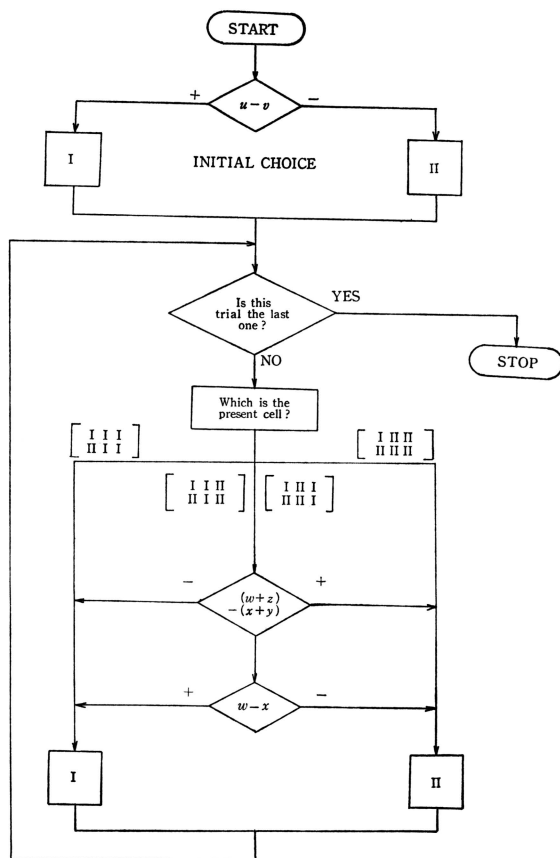 START
+
u − v
−
I
INITIAL CHOICE
II
Is this
trial the last
one ?
YES
NO
STOP
Which is the
present cell ?
I I I
II I I
I II II
II II II
I I II
II I II
I II I
II II I
−
(w + z)
− (x + y)
+
+
w − x
−
I
II